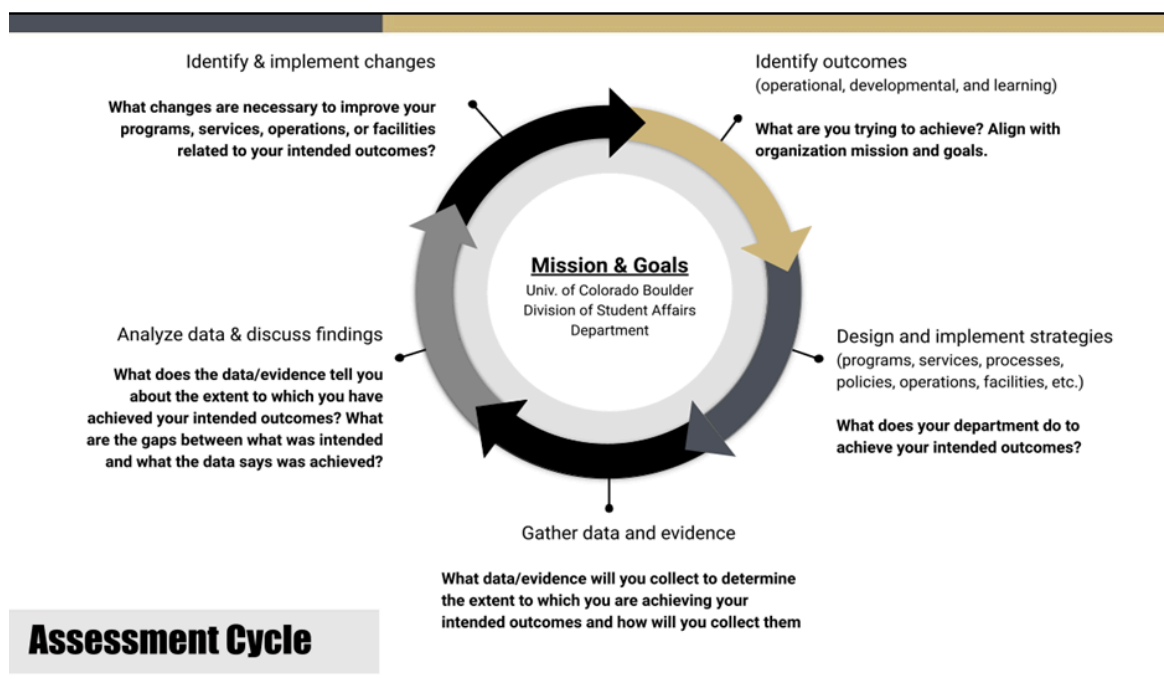 Identify & implement changes
What changes are necessary to improve your
programs, services, operations, or facilities
related to your intended outcomes?
Identify outcomes
(operational, developmental, and learning)
What are you trying to achieve? Align with
organization mission and goals.
Mission & Goals
Univ. of Colorado Boulder
Division of Student Affairs
Department
Analyze data & discuss findings
What does the data/evidence tell you
about the extent to which you have
achieved your intended outcomes? What
are the gaps between what was intended
and what the data says was achieved?
Design and implement strategies
(programs, services, processes,
policies, operations, facilities, etc.)
What does your department do to
achieve your intended outcomes?
Gather data and evidence
What data/evidence will you collect to determine
the extent to which you are achieving your
intended outcomes and how will you collect them
Assessment Cycle